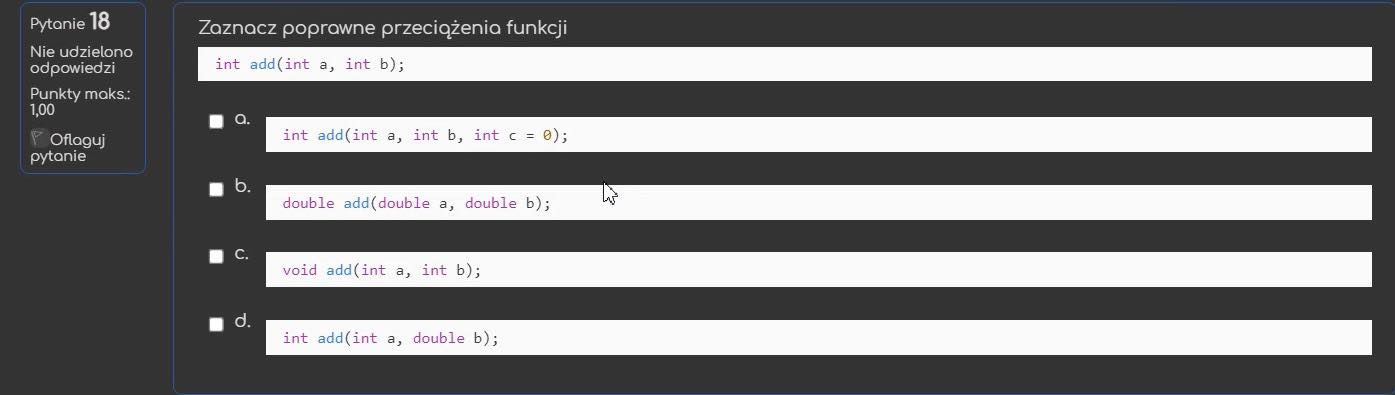 Pytanie 18
Nie udzielono
odpowiedzi
Punkty maks.:
1,00
Oflaguj
pytanie
Zaznacz poprawne przeciążenia funkcji
int add(int a, int b);
a.
int add(int a, int b, int c = 0);
b.
double add(double a, double b);
c.
void add(int a, int b);
d.
int add(int a, double b);